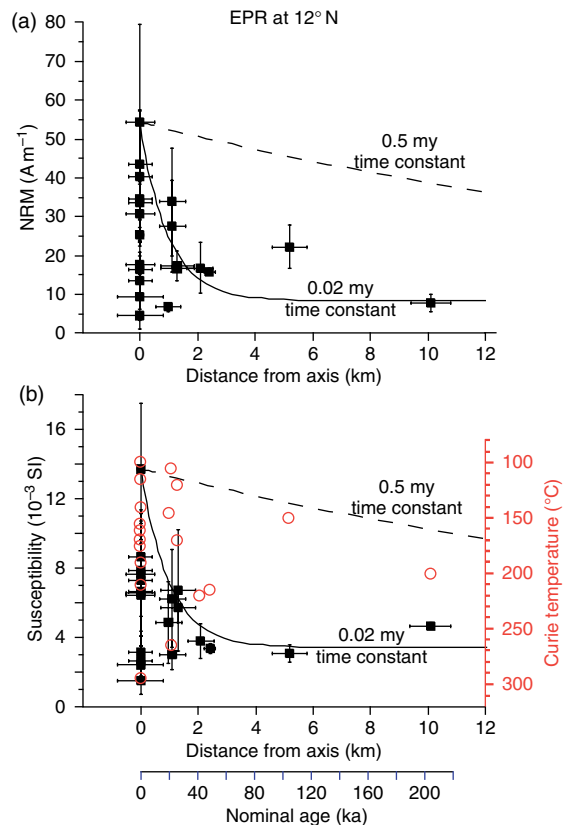 (a)
EPR at 12° N
80
70
60
50
40
30
20
10
0
NRM (A m⁻¹)
0.5 my
time constant
0.02 my
time constant
0 2 4 6 8 10 12
Distance from axis (km)
(b)
16
12
8
4
0
Susceptibility (10⁻³ SI)
0.5 my
time constant
0.02 my
time constant
100
150
200
250
300
Curie temperature (°C)
0 2 4 6 8 10 12
Distance from axis (km)
0 40 80 120 160 200
Nominal age (ka)